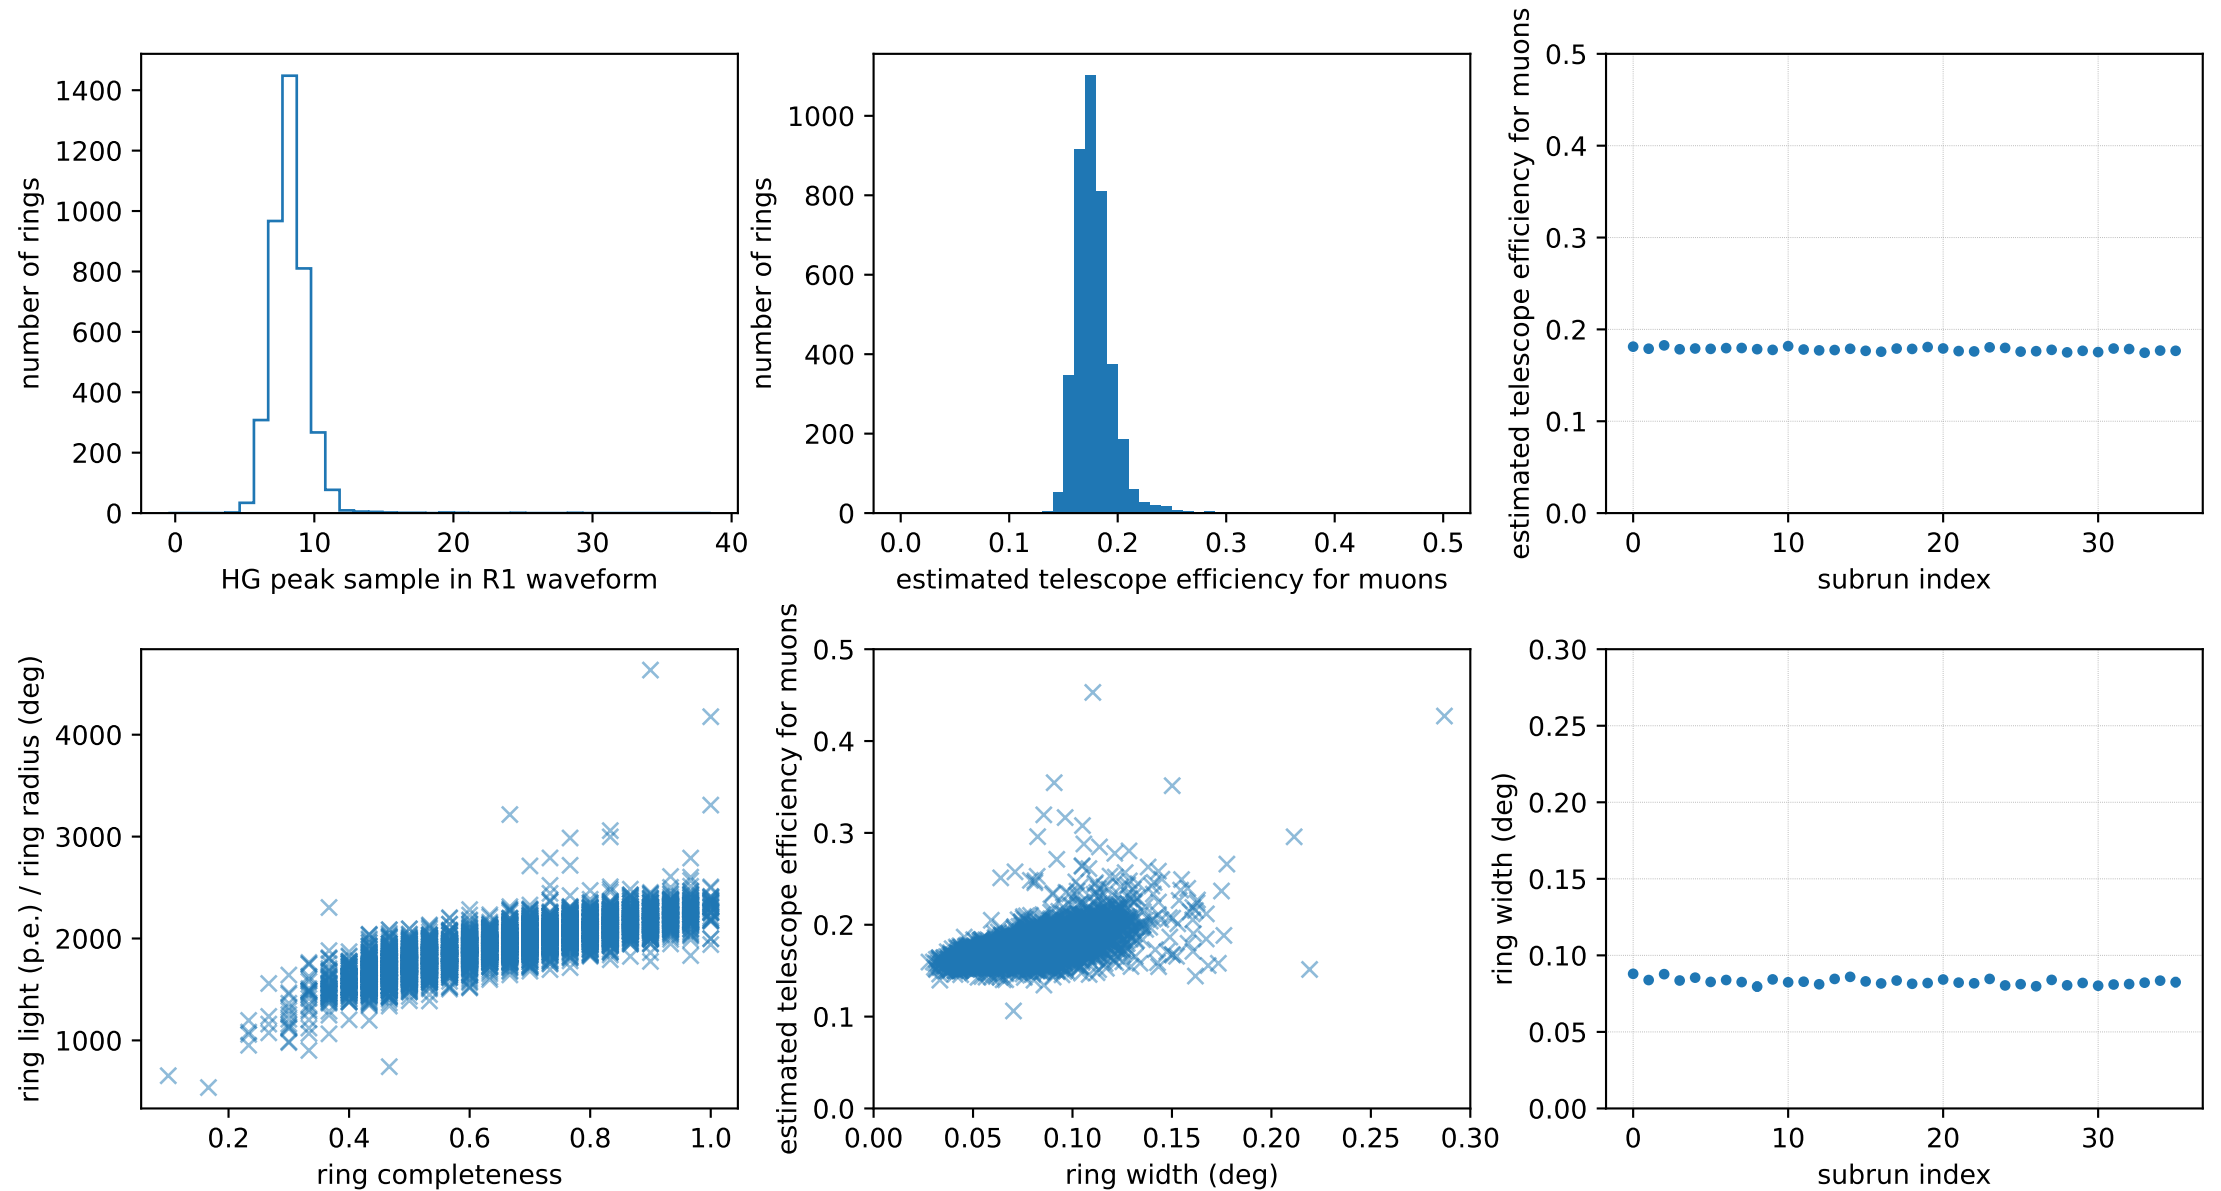 1400
1200
1000
800
600
400
200
0
number of rings
0 10 20 30 40
HG peak sample in R1 waveform
1000
800
600
400
200
0
number of rings
0.0 0.1 0.2 0.3 0.4 0.5
estimated telescope efficiency for muons
0.5
0.4
0.3
0.2
0.1
0.0
estimated telescope efficiency for muons
0 10 20 30
subrun index
4000
3000
2000
1000
ring light (p.e.) / ring radius (deg)
0.2 0.4 0.6 0.8 1.0
ring completeness
0.5
0.4
0.3
0.2
0.1
0.0
estimated telescope efficiency for muons
0.00 0.05 0.10 0.15 0.20 0.25 0.30
ring width (deg)
0.30
0.25
0.20
0.15
0.10
0.05
0.00
ring width (deg)
0 10 20 30
subrun index